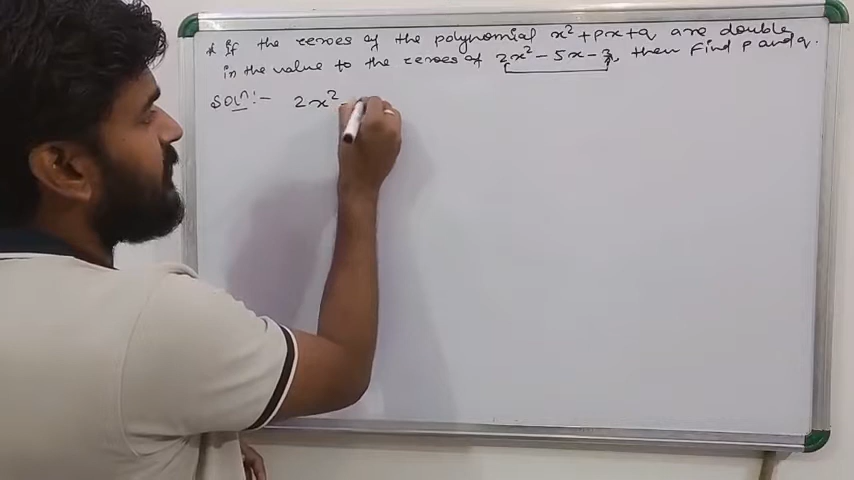 * If the zeroes of the polynomial x² + px + q are double
in the value to the zeroes of 2x² - 5x - 3, then find p and q.
Solⁿ:- 2x² -